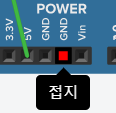 POWER
3.3V
5V
GND
GND
Vin
접지